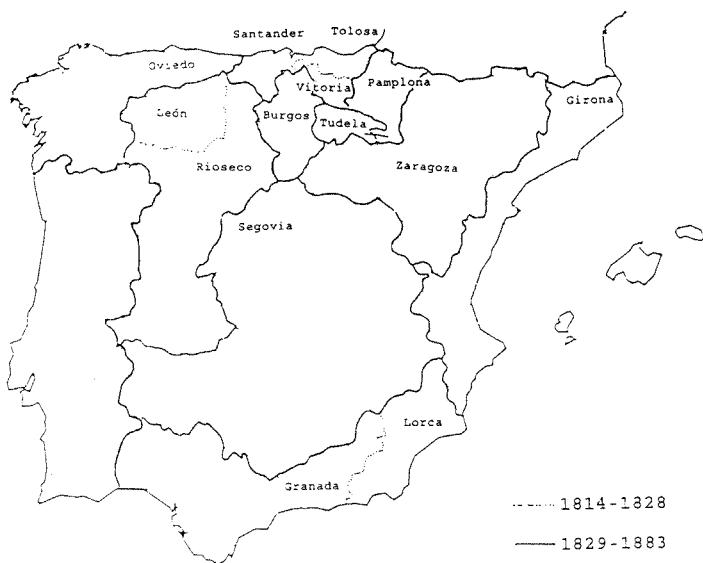 Santander Tolosa
Oviedo
Vitoria Pamplona
León Burgos Girona
Tudela
Rioseco Zaragoza
Segovia
Lorca
Granada
1814-1828
1829-1883